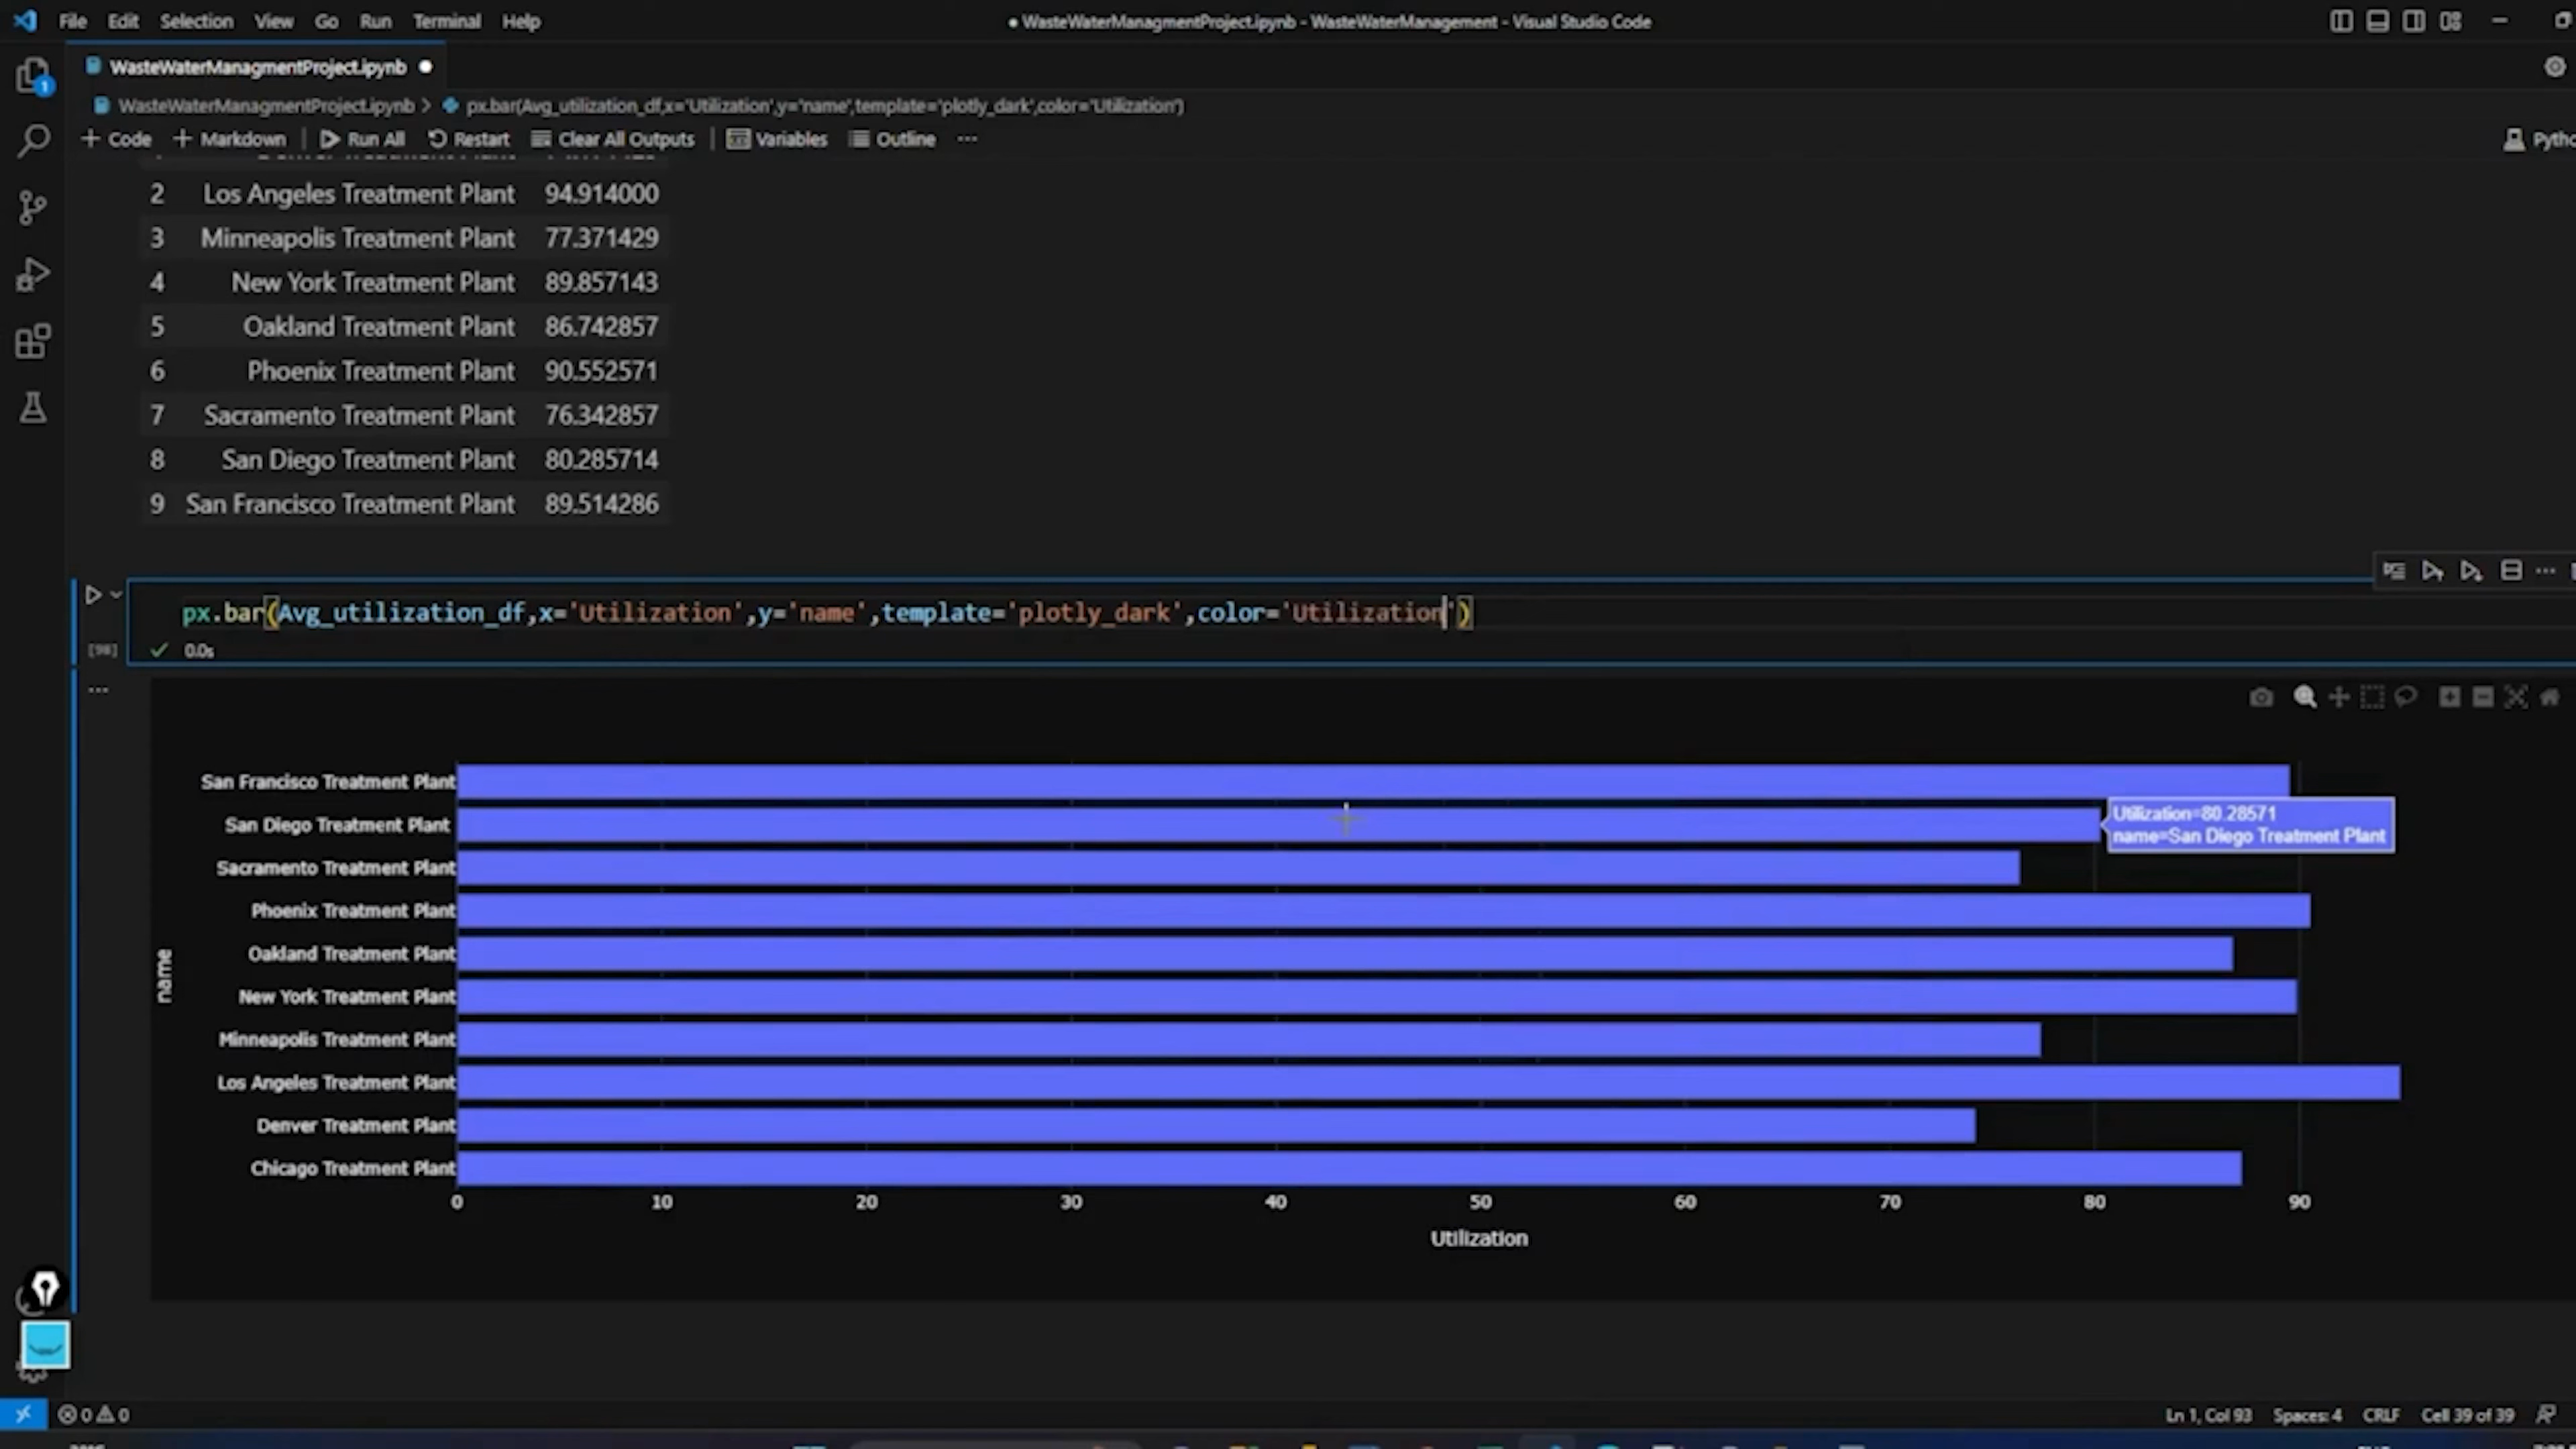 File Edit Selection View Go Run Terminal Help
● WasteWaterManagmentProject.ipynb - WasteWaterManagement - Visual Studio Code
WasteWaterManagmentProject.ipynb ●
1
WasteWaterManagmentProject.ipynb > px.bar(Avg_utilization_df,x='Utilization',y='name',template='plotly_dark',color='Utilization')
+ Code + Markdown | Run All Restart Clear All Outputs | Variables Outline ...
2 Los Angeles Treatment Plant 94.914000
3 Minneapolis Treatment Plant 77.371429
4 New York Treatment Plant 89.857143
5 Oakland Treatment Plant 86.742857
6 Phoenix Treatment Plant 90.552571
7 Sacramento Treatment Plant 76.342857
8 San Diego Treatment Plant 80.285714
9 San Francisco Treatment Plant 89.514286
px.bar(Avg_utilization_df,x='Utilization',y='name',template='plotly_dark',color='Utilization')
[98] ✓ 0.0s
San Francisco Treatment Plant
San Diego Treatment Plant
Utilization=80.28571
name=San Diego Treatment Plant
Sacramento Treatment Plant
Phoenix Treatment Plant
Oakland Treatment Plant
New York Treatment Plant
name
Minneapolis Treatment Plant
Los Angeles Treatment Plant
Denver Treatment Plant
Chicago Treatment Plant
0 10 20 30 40 50 60 70 80 90
Utilization
0 0 Ln 1, Col 93 Spaces: 4 CRLF Cell 39 of 39